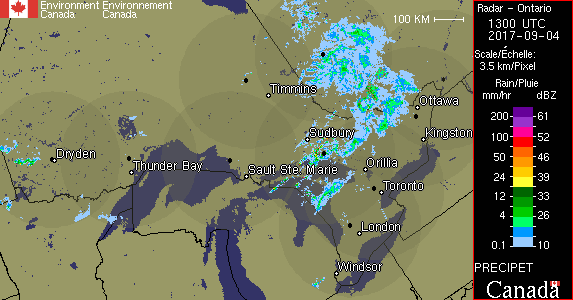 Environment Environnement
Canada Canada
100 KM
Timmins
Ottawa
Sudbury
Kingston
Dryden
Thunder Bay
Sault Ste. Marie
Orillia
Toronto
London
Windsor
Radar - Ontario
1300 UTC
2017-09-04
Scale/Échelle:
3.5 km/Pixel
Rain/Pluie
mm/hr dBZ
200 61
100 52
50 46
24 39
12 33
4 26
0.1 10
PRECIPET
Canada